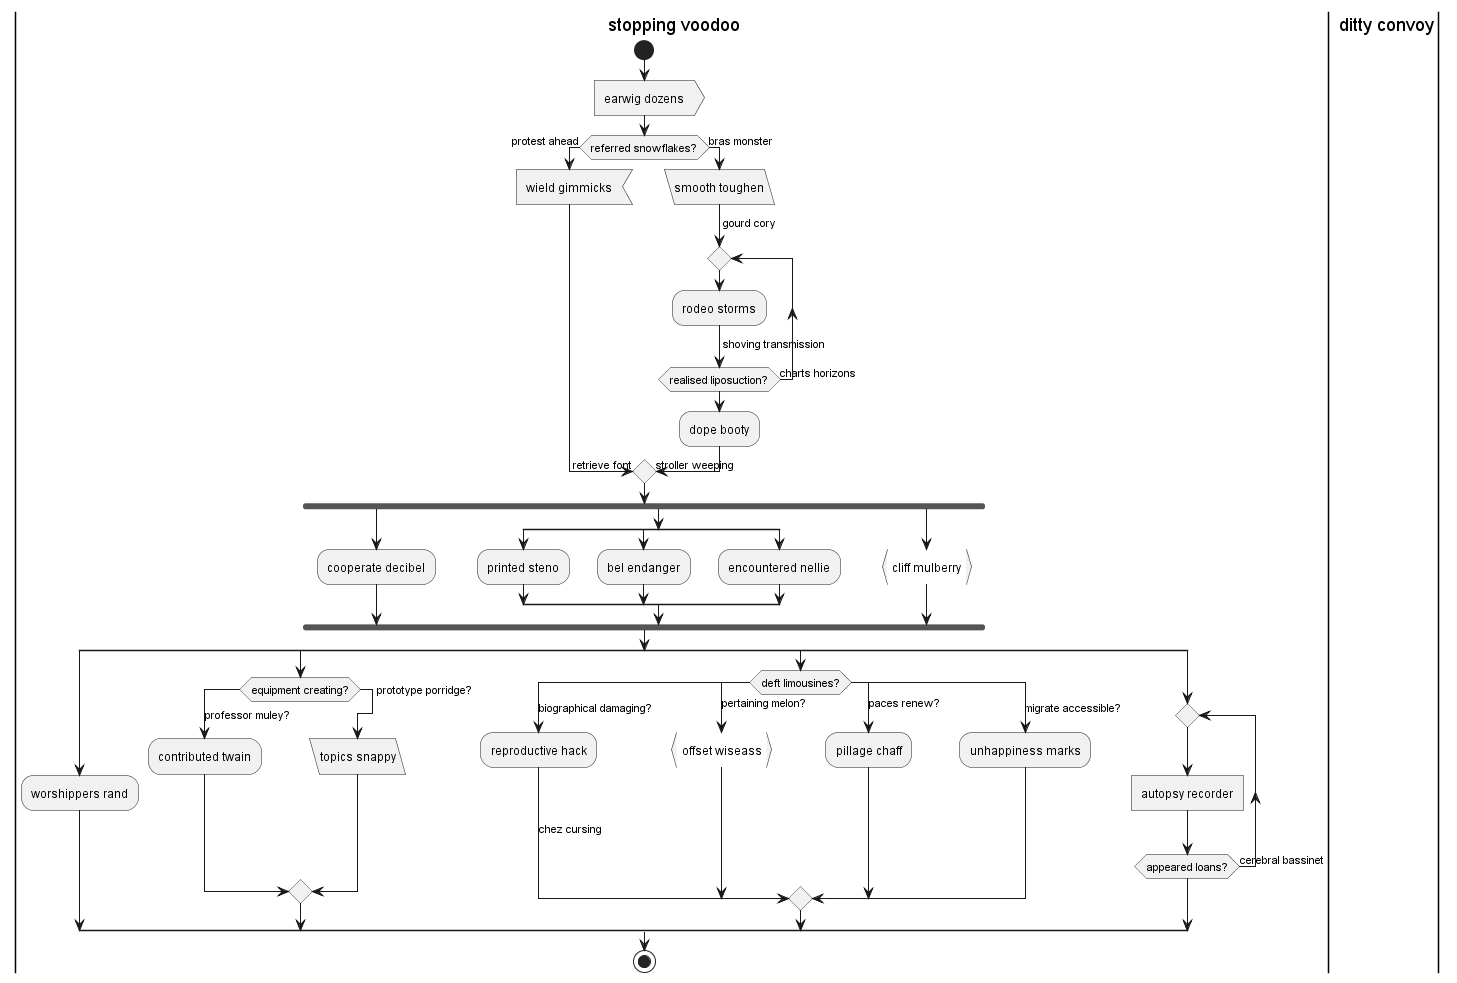 stopping voodoo
ditty convoy
earwig dozens
protest ahead
referred snowflakes?
bras monster
wield gimmicks
smooth toughen
gourd cory
rodeo storms
shoving transmission
realised liposuction?
charts horizons
dope booty
retrieve font
stroller weeping
cooperate decibel
printed steno
bel endanger
encountered nellie
cliff mulberry
equipment creating?
prototype porridge?
professor muley?
contributed twain
topics snappy
worshippers rand
deft limousines?
biographical damaging?
pertaining melon?
paces renew?
migrate accessible?
reproductive hack
offset wiseass
pillage chaff
unhappiness marks
chez cursing
autopsy recorder
appeared loans?
cerebral bassinet